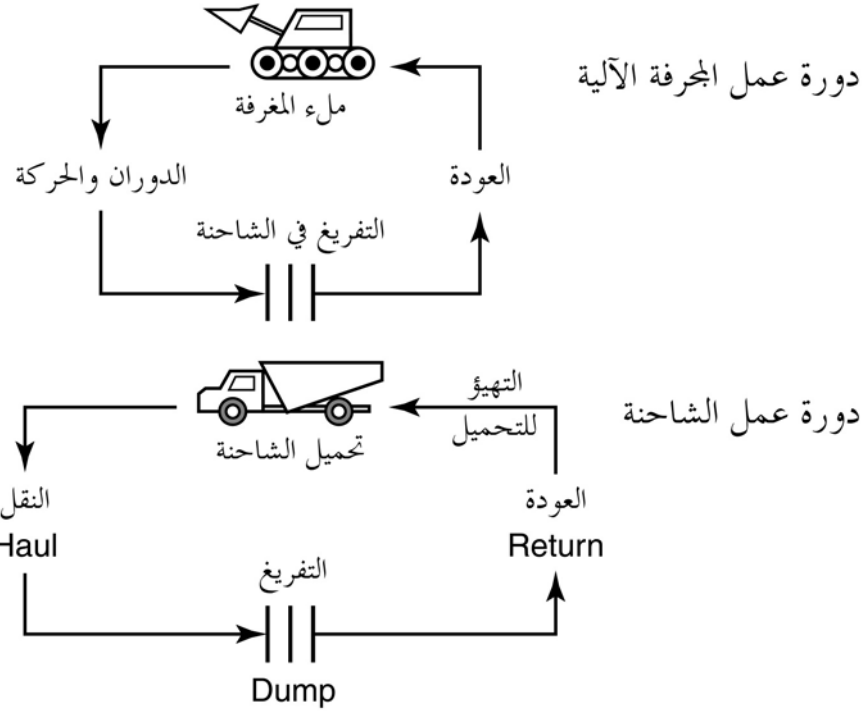 دورة عمل المجرفة الآلية
ملء المغرفة
الدوران والحركة
العودة
التفريغ في الشاحنة
دورة عمل الشاحنة
التهيؤ
للتحميل
تحميل الشاحنة
النقل
Haul
العودة
Return
التفريغ
Dump